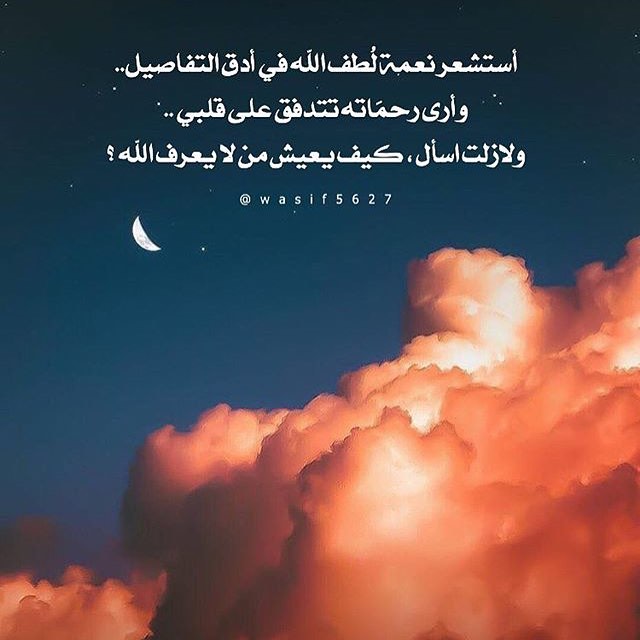 أستشعر نعمة لُطف الله في أدق التفاصيل..
وأرى رحمَاته تتدفق على قلبي ..
ولازلت اسأل ، كيف يعيش من لا يعرف الله ؟
@wasif5627